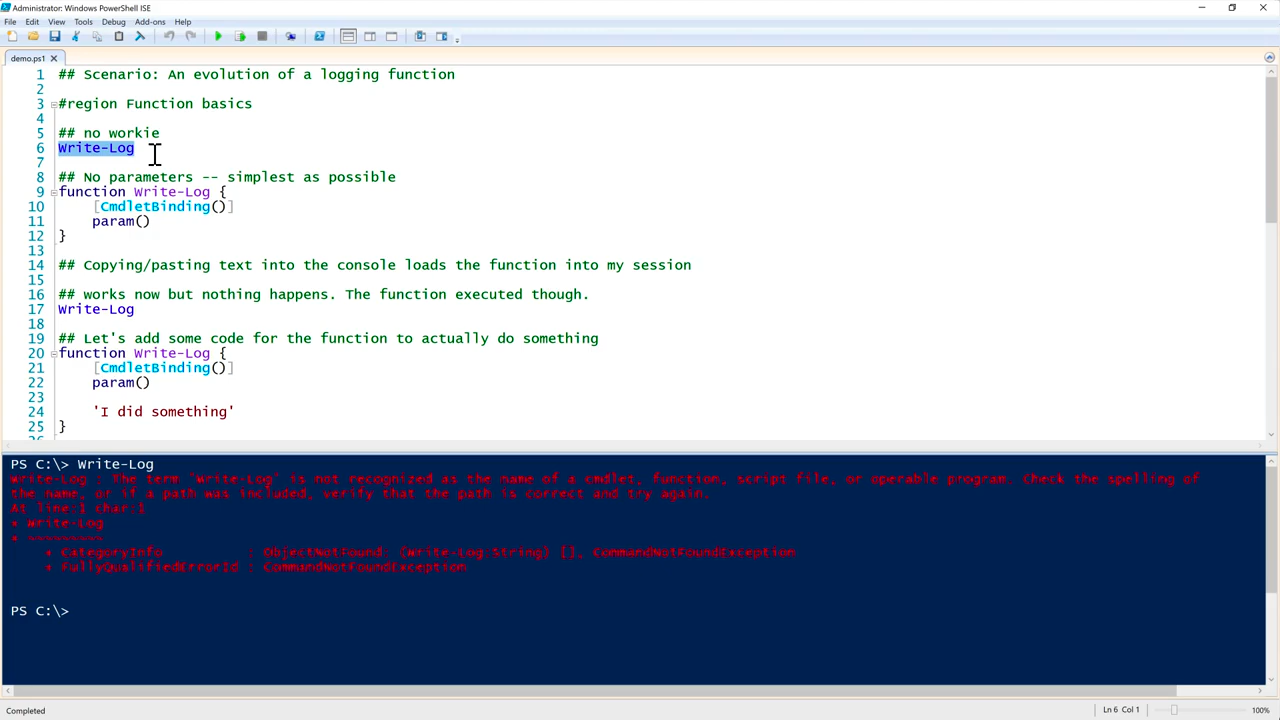 Administrator: Windows PowerShell ISE
File Edit View Tools Debug Add-ons Help
demo.ps1
1 ## Scenario: An evolution of a logging function
2
3 #region Function basics
4
5 ## no workie
6 Write-Log
7
8 ## No parameters -- simplest as possible
9 function Write-Log {
10 [CmdletBinding()]
11 param()
12 }
13
14 ## Copying/pasting text into the console loads the function into my session
15
16 ## works now but nothing happens. The function executed though.
17 Write-Log
18
19 ## Let's add some code for the function to actually do something
20 function Write-Log {
21 [CmdletBinding()]
22 param()
23
24 'I did something'
25 }
PS C:\> Write-Log
Write-Log : The term 'Write-Log' is not recognized as the name of a cmdlet, function, script file, or operable program. Check the spelling of
the name, or if a path was included, verify that the path is correct and try again.
At line:1 char:1
+ Write-Log
+ ~~~~~~~~~
+ CategoryInfo : ObjectNotFound: (Write-Log:String) [], CommandNotFoundException
+ FullyQualifiedErrorId : CommandNotFoundException
PS C:\>
Completed
Ln 6 Col 1
100%